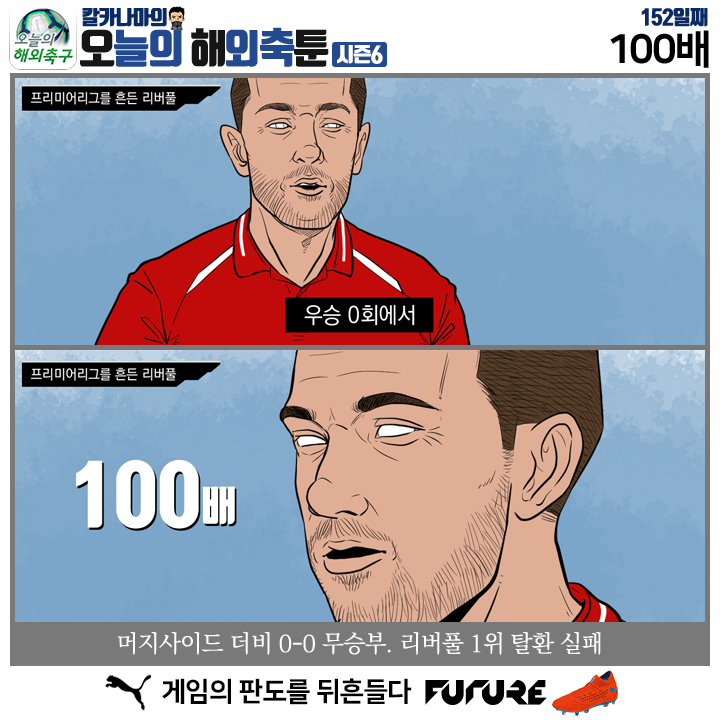 오늘의
해외축구
칼카나마의
오늘의 해외축툰
시즌6
152일째
100배
프리미어리그를 흔든 리버풀
우승 0회에서
프리미어리그를 흔든 리버풀
100배
머지사이드 더비 0-0 무승부. 리버풀 1위 탈환 실패
게임의 판도를 뒤흔들다 FUTURE